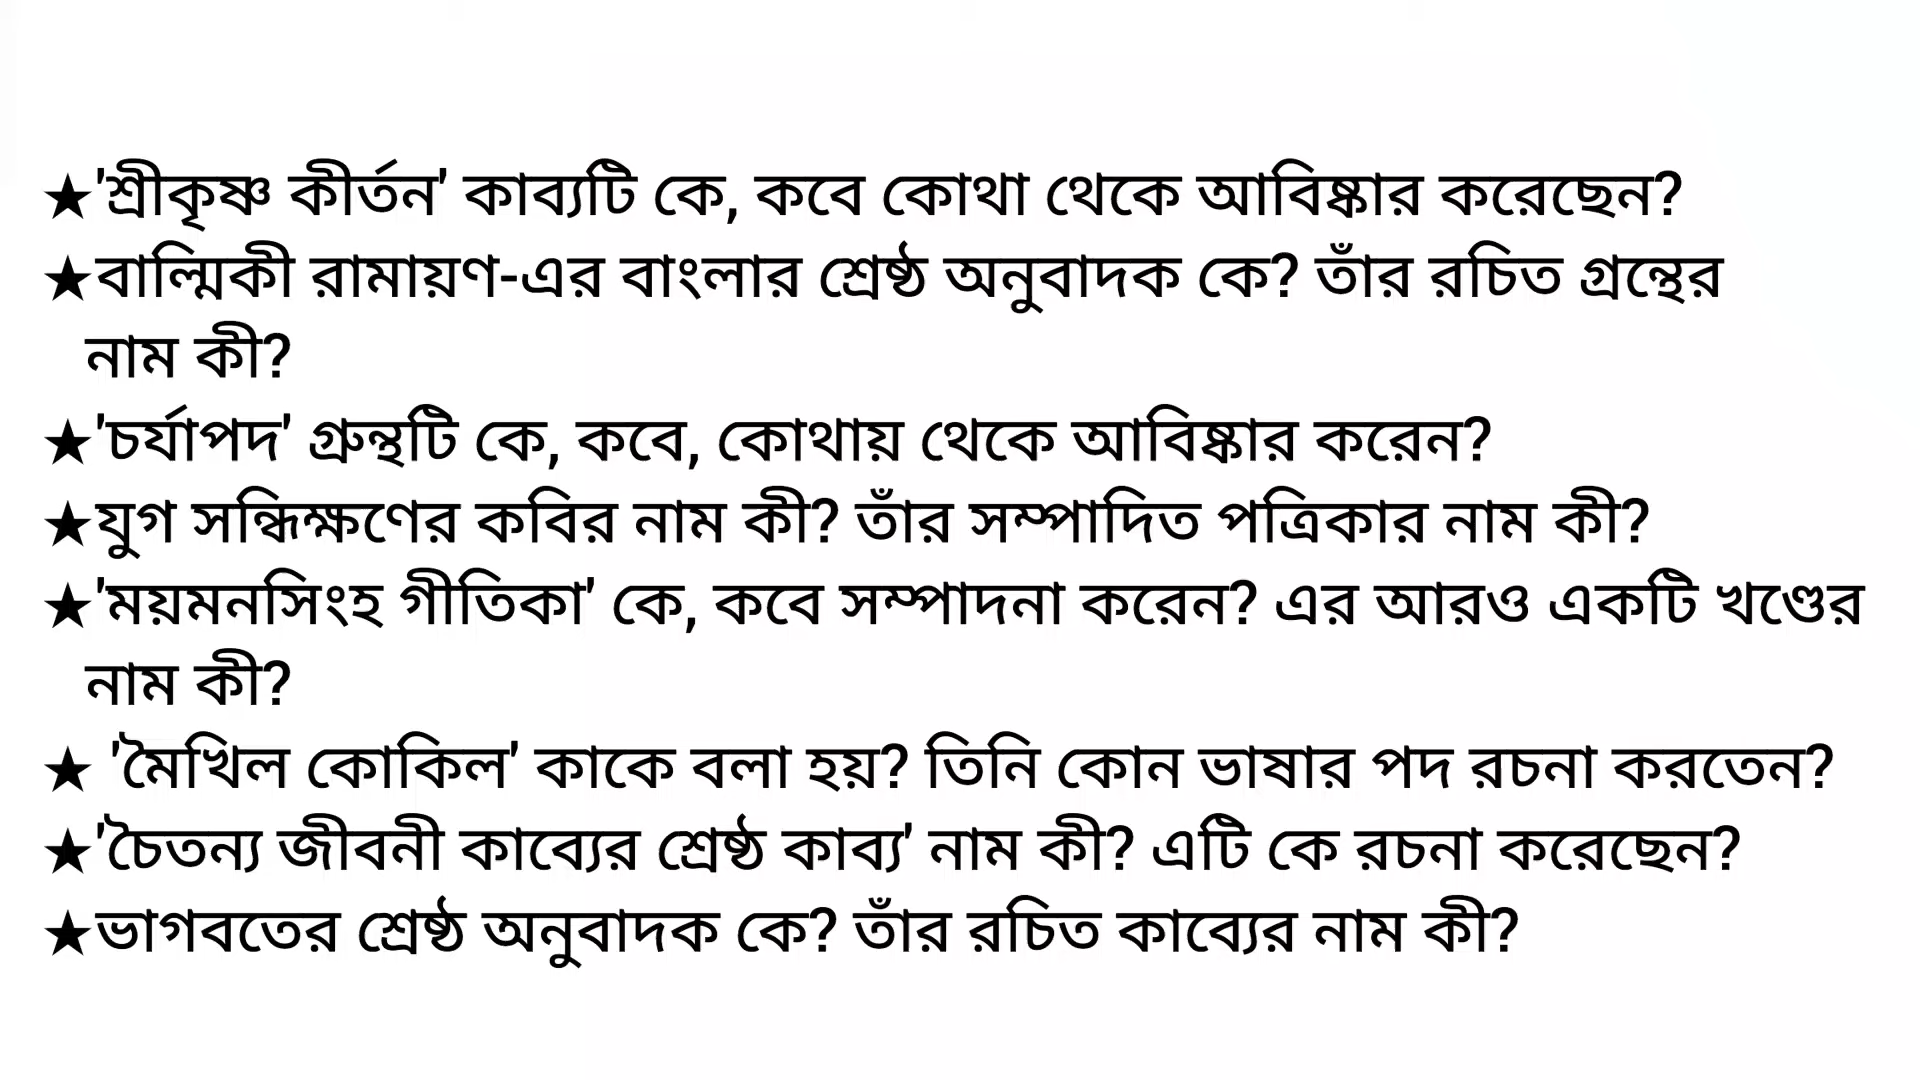 ★'শ্রীকৃষ্ণ কীর্তন' কাব্যটি কে, কবে কোথা থেকে আবিষ্কার করেছেন?
★বাল্মিকী রামায়ণ-এর বাংলার শ্রেষ্ঠ অনুবাদক কে? তাঁর রচিত গ্রন্থের
নাম কী?
★'চর্যাপদ' গ্রুন্থটি কে, কবে, কোথায় থেকে আবিষ্কার করেন?
★যুগ সন্ধিক্ষণের কবির নাম কী? তাঁর সম্পাদিত পত্রিকার নাম কী?
★'ময়মনসিংহ গীতিকা' কে, কবে সম্পাদনা করেন? এর আরও একটি খণ্ডের
নাম কী?
★ 'মৈখিল কোকিল' কাকে বলা হয়? তিনি কোন ভাষার পদ রচনা করতেন?
★'চৈতন্য জীবনী কাব্যের শ্রেষ্ঠ কাব্য' নাম কী? এটি কে রচনা করেছেন?
★ভাগবতের শ্রেষ্ঠ অনুবাদক কে? তাঁর রচিত কাব্যের নাম কী?